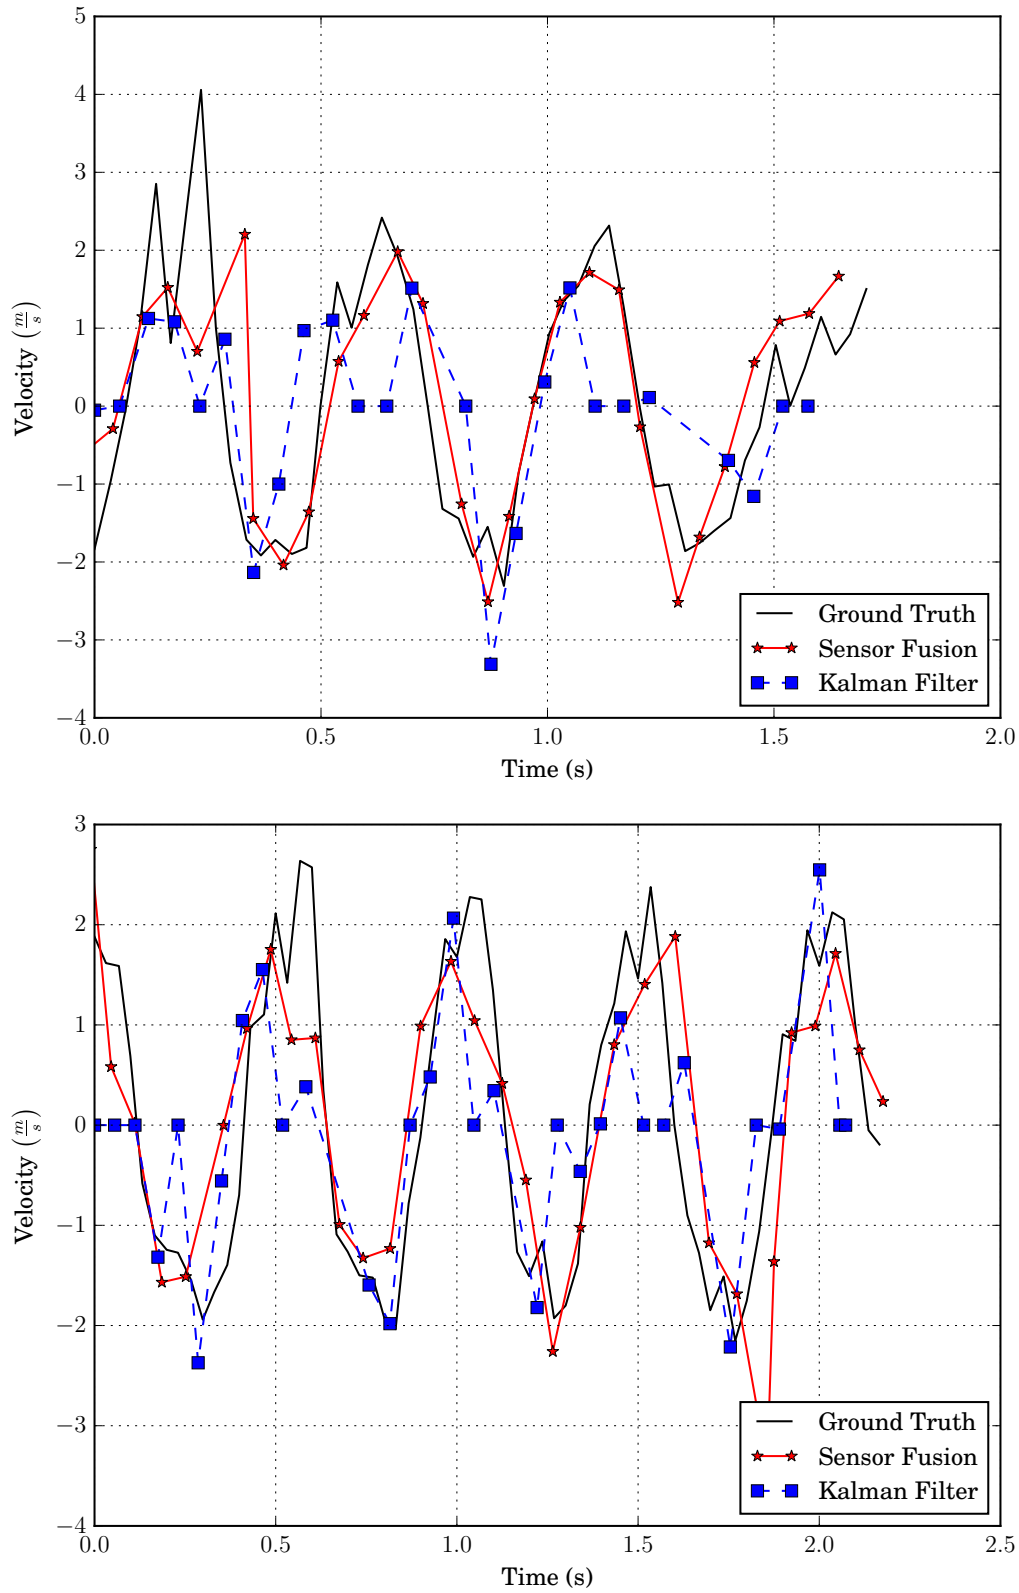 5
4
3
2
1
0
−1
−2
−3
−4
Velocity (m/s)
0.0 0.5 1.0 1.5 2.0
Time (s)
Ground Truth
Sensor Fusion
Kalman Filter
3
2
1
0
−1
−2
−3
−4
Velocity (m/s)
0.0 0.5 1.0 1.5 2.0 2.5
Time (s)
Ground Truth
Sensor Fusion
Kalman Filter